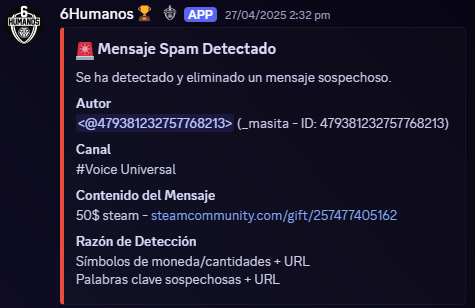 6
HUMANOS
6Humanos 🏆 APP 27/04/2025 2:32 pm
🚨 Mensaje Spam Detectado
Se ha detectado y eliminado un mensaje sospechoso.
Autor
<@479381232757768213> (_masita - ID: 479381232757768213)
Canal
#Voice Universal
Contenido del Mensaje
50$ steam - steamcommunity.com/gift/257477405162
Razón de Detección
Símbolos de moneda/cantidades + URL
Palabras clave sospechosas + URL